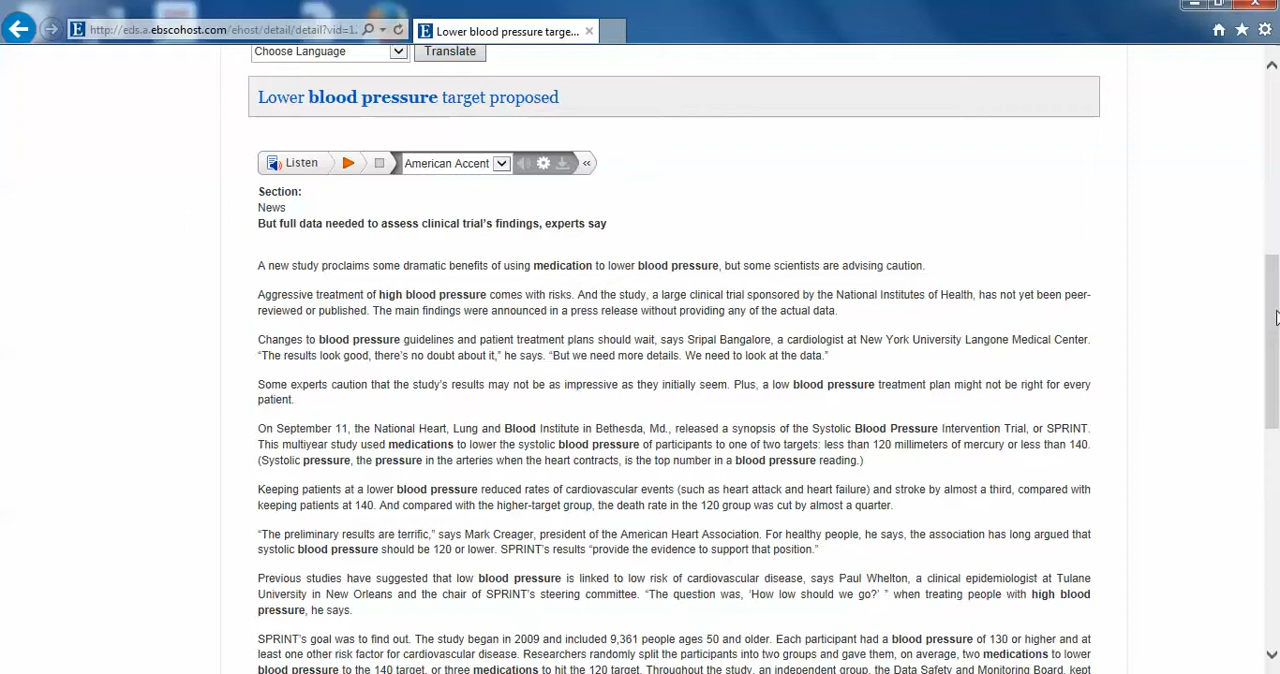 http://eds.a.ebscohost.com/ehost/detail/detail?vid=1.
Lower blood pressure targe...
Choose Language
Translate
Lower blood pressure target proposed
Listen
American Accent
«
Section:
News
But full data needed to assess clinical trial's findings, experts say
A new study proclaims some dramatic benefits of using medication to lower blood pressure, but some scientists are advising caution.
Aggressive treatment of high blood pressure comes with risks. And the study, a large clinical trial sponsored by the National Institutes of Health, has not yet been peer-
reviewed or published. The main findings were announced in a press release without providing any of the actual data.
Changes to blood pressure guidelines and patient treatment plans should wait, says Sripal Bangalore, a cardiologist at New York University Langone Medical Center.
“The results look good, there's no doubt about it,” he says. “But we need more details. We need to look at the data.”
Some experts caution that the study's results may not be as impressive as they initially seem. Plus, a low blood pressure treatment plan might not be right for every
patient.
On September 11, the National Heart, Lung and Blood Institute in Bethesda, Md., released a synopsis of the Systolic Blood Pressure Intervention Trial, or SPRINT.
This multiyear study used medications to lower the systolic blood pressure of participants to one of two targets: less than 120 millimeters of mercury or less than 140.
(Systolic pressure, the pressure in the arteries when the heart contracts, is the top number in a blood pressure reading.)
Keeping patients at a lower blood pressure reduced rates of cardiovascular events (such as heart attack and heart failure) and stroke by almost a third, compared with
keeping patients at 140. And compared with the higher-target group, the death rate in the 120 group was cut by almost a quarter.
“The preliminary results are terrific,” says Mark Creager, president of the American Heart Association. For healthy people, he says, the association has long argued that
systolic blood pressure should be 120 or lower. SPRINT's results “provide the evidence to support that position.”
Previous studies have suggested that low blood pressure is linked to low risk of cardiovascular disease, says Paul Whelton, a clinical epidemiologist at Tulane
University in New Orleans and the chair of SPRINT's steering committee. “The question was, ‘How low should we go?’ ” when treating people with high blood
pressure, he says.
SPRINT's goal was to find out. The study began in 2009 and included 9,361 people ages 50 and older. Each participant had a blood pressure of 130 or higher and at
least one other risk factor for cardiovascular disease. Researchers randomly split the participants into two groups and gave them, on average, two medications to lower
blood pressure to the 140 target, or three medications to hit the 120 target. Throughout the study, an independent group, the Data Safety and Monitoring Board, kept